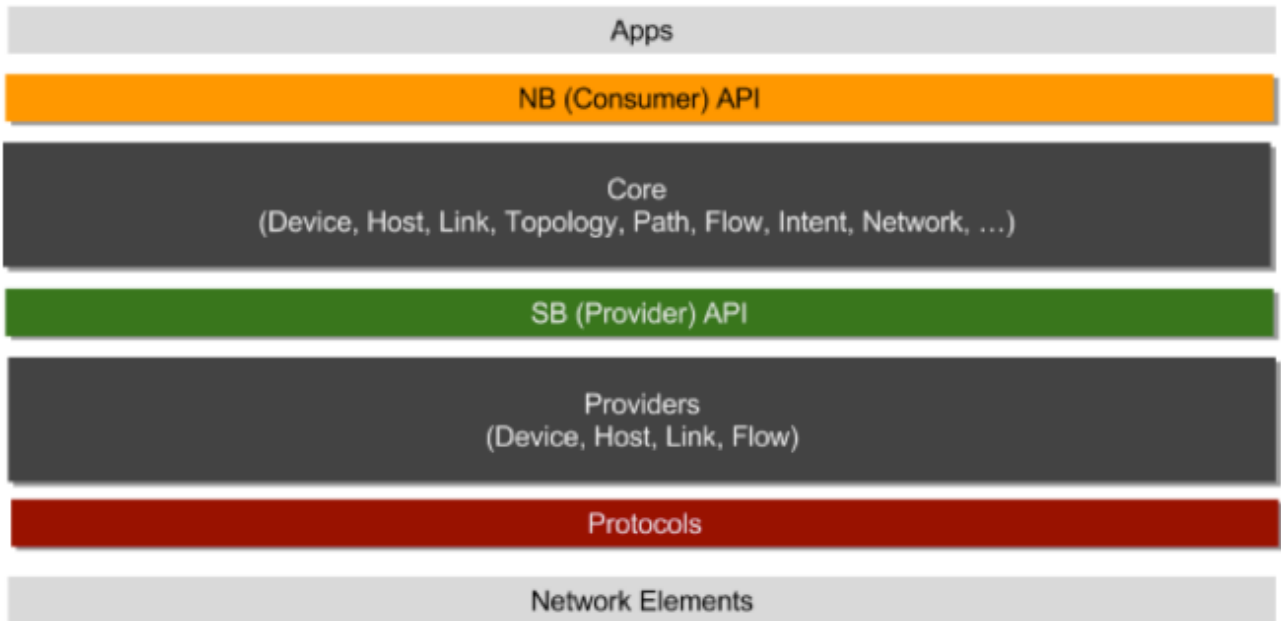 Apps
NB (Consumer) API
Core
(Device, Host, Link, Topology, Path, Flow, Intent, Network, …)
SB (Provider) API
Providers
(Device, Host, Link, Flow)
Protocols
Network Elements